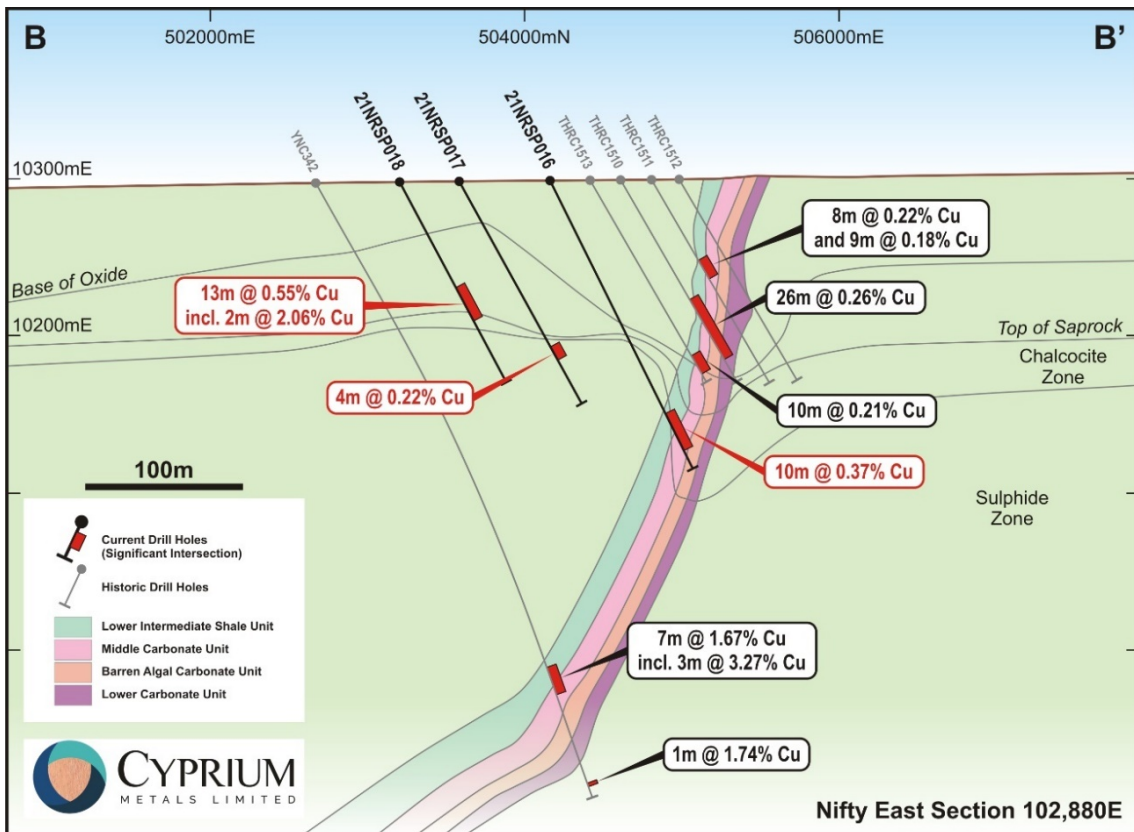 B
502000mE
504000mN
506000mE
B'
YNC342
21NRSP018
21NRSP017
21NRSP016
THRC1513
THRC1510
THRC1511
THRC1512
10300mE
8m @ 0.22% Cu
and 9m @ 0.18% Cu
Base of Oxide
13m @ 0.55% Cu
incl. 2m @ 2.06% Cu
26m @ 0.26% Cu
10200mE
Top of Saprock
Chalcocite
Zone
4m @ 0.22% Cu
10m @ 0.21% Cu
100m
10m @ 0.37% Cu
Sulphide
Zone
Current Drill Holes
(Significant Intersection)
Historic Drill Holes
Lower Intermediate Shale Unit
Middle Carbonate Unit
Barren Algal Carbonate Unit
Lower Carbonate Unit
7m @ 1.67% Cu
incl. 3m @ 3.27% Cu
1m @ 1.74% Cu
CYPRIUM
METALS LIMITED
Nifty East Section 102,880E